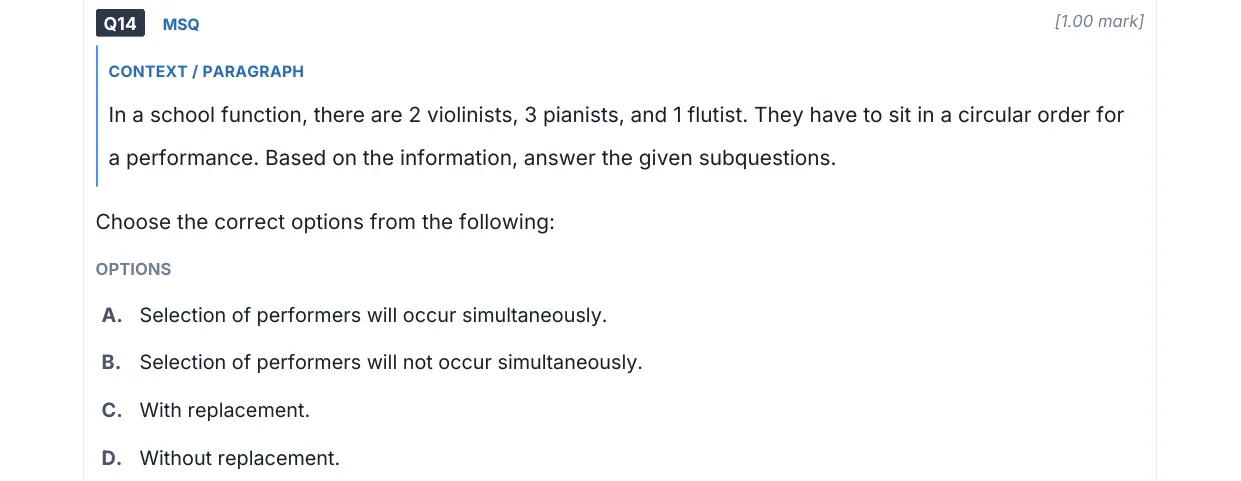 Q14 MSQ [1.00 mark]
CONTEXT / PARAGRAPH
In a school function, there are 2 violinists, 3 pianists, and 1 flutist. They have to sit in a circular order for
a performance. Based on the information, answer the given subquestions.
Choose the correct options from the following:
OPTIONS
A. Selection of performers will occur simultaneously.
B. Selection of performers will not occur simultaneously.
C. With replacement.
D. Without replacement.